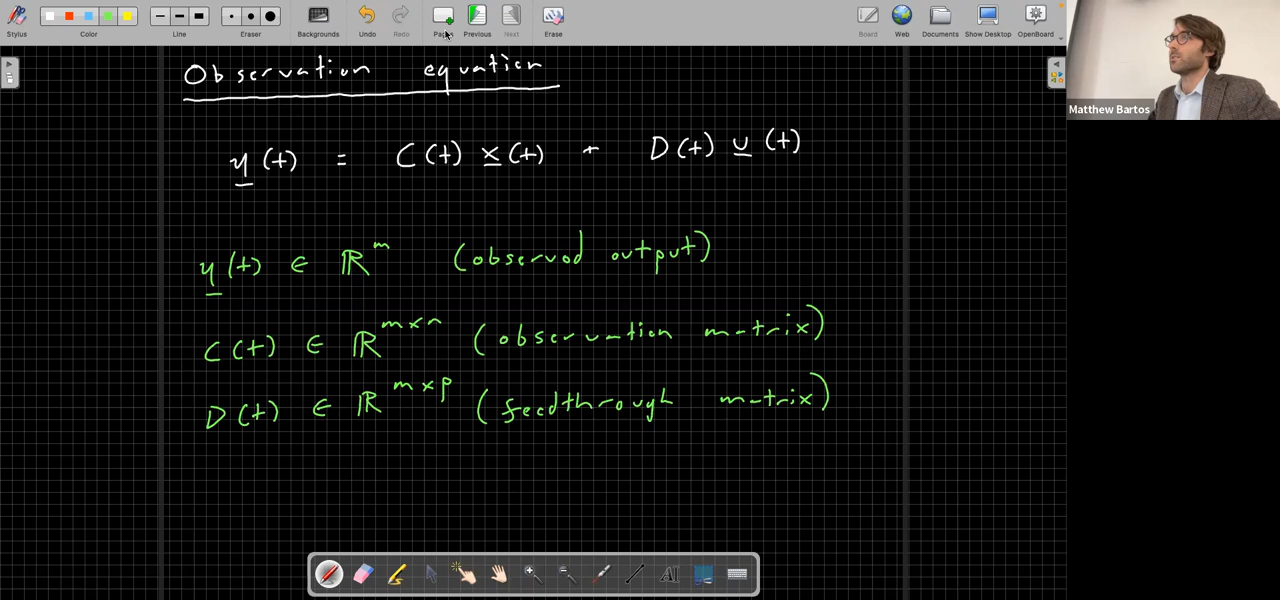 Stylus Color Line Eraser Backgrounds Undo Redo Pages Previous Next Erase Board Web Documents Show Desktop OpenBoard
Matthew Bartos
Observation equation
y(t) = C(t) x(t) + D(t) u(t)
y(t) ∈ ℝ^m (observed output)
C(t) ∈ ℝ^m×n (observation matrix)
D(t) ∈ ℝ^m×p (feedthrough matrix)
AI